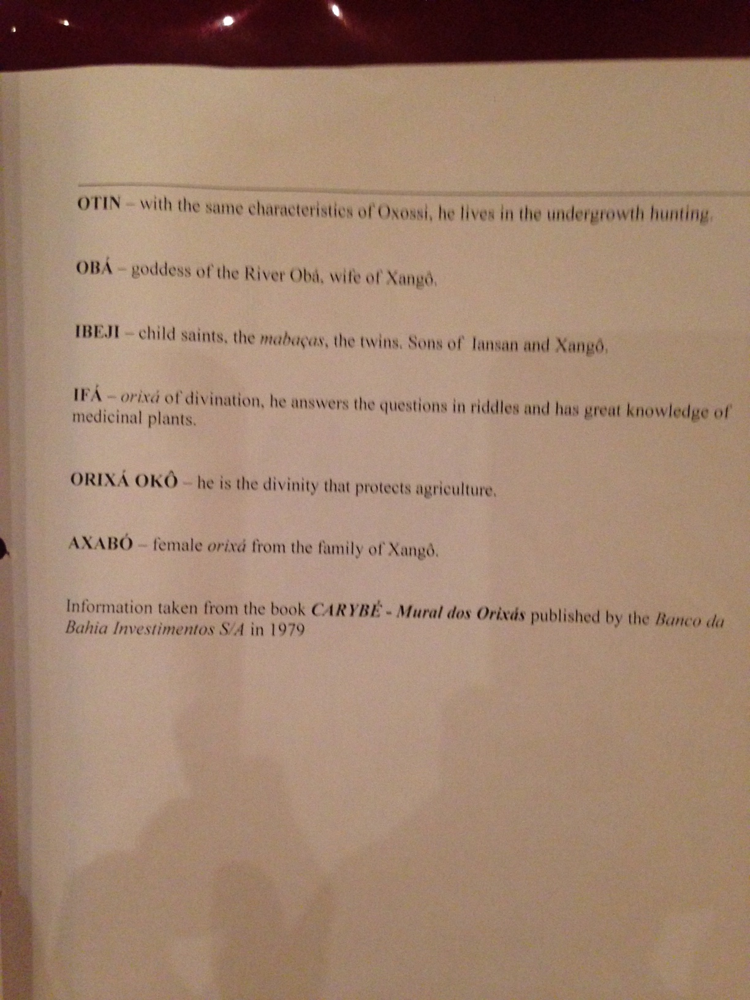 OTIN – with the same characteristics of Oxossi, he lives in the undergrowth hunting.
OBÁ – goddess of the River Obá, wife of Xangô.
IBEJI – child saints, the mabaças, the twins. Sons of Iansan and Xangô.
IFÁ – orixá of divination, he answers the questions in riddles and has great knowledge of
medicinal plants.
ORIXÁ OKÔ – he is the divinity that protects agriculture.
AXABÓ – female orixá from the family of Xangô.
Information taken from the book CARYBÉ - Mural dos Orixás published by the Banco da
Bahia Investimentos S/A in 1979